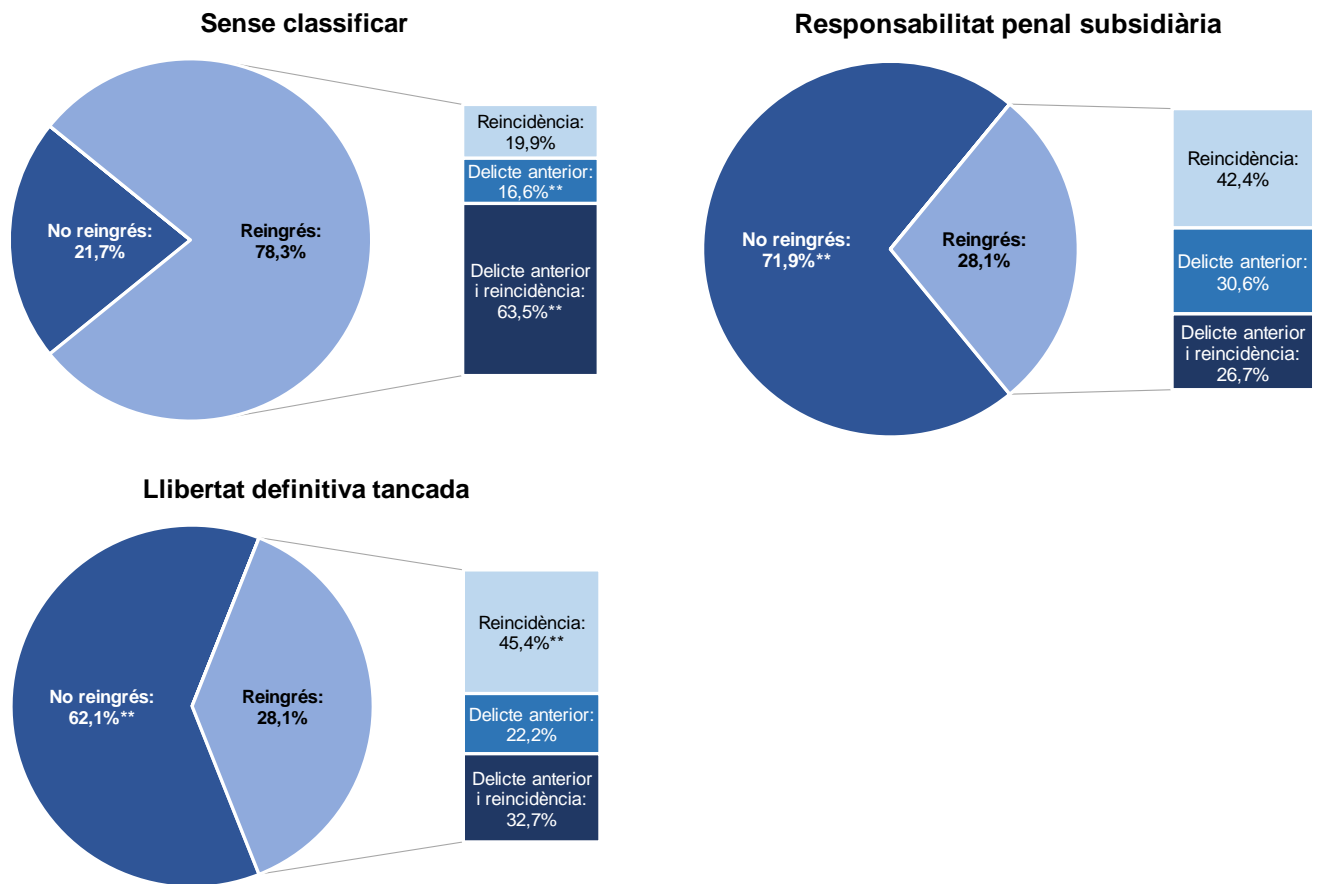 Sense classificar
No reingrés:
21,7%
Reingrés:
78,3%
Reincidència:
19,9%
Delicte anterior:
16,6%**
Delicte anterior
i reincidència:
63,5%**
Responsabilitat penal subsidiària
No reingrés:
71,9%**
Reingrés:
28,1%
Reincidència:
42,4%
Delicte anterior:
30,6%
Delicte anterior
i reincidència:
26,7%
Llibertat definitiva tancada
No reingrés:
62,1%**
Reingrés:
28,1%
Reincidència:
45,4%**
Delicte anterior:
22,2%
Delicte anterior
i reincidència:
32,7%